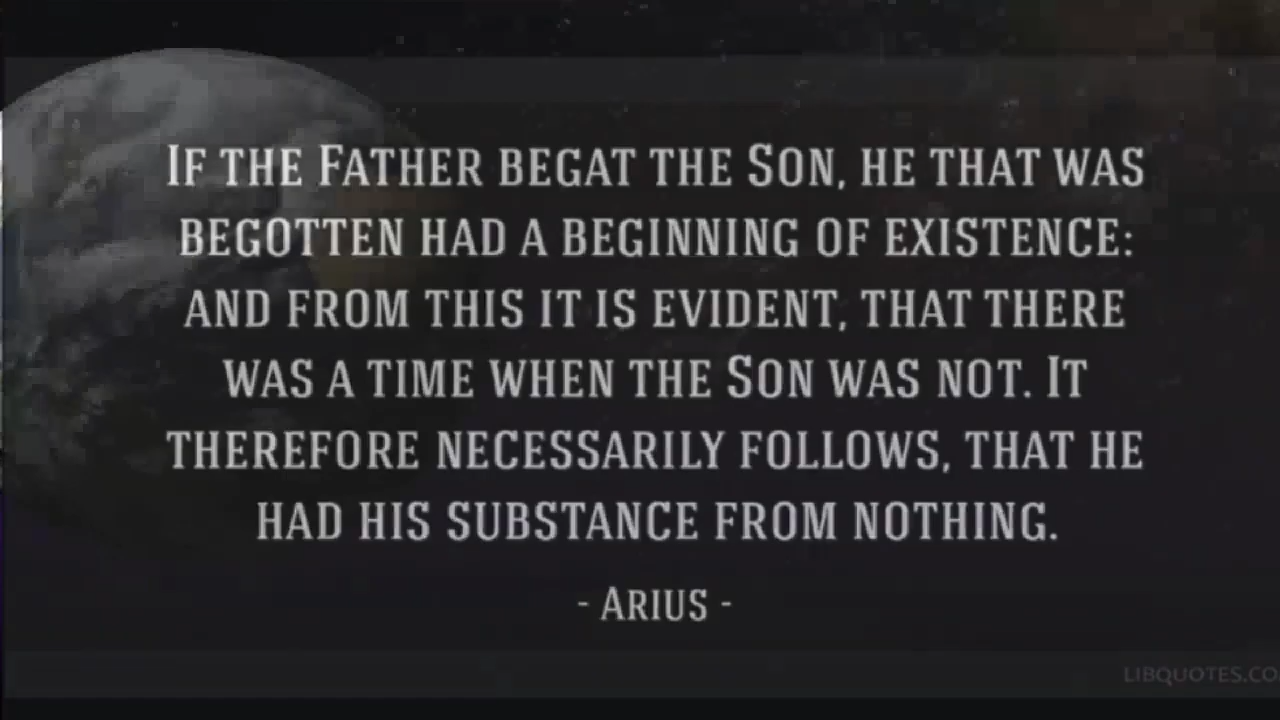 If the Father begat the Son, he that was
begotten had a beginning of existence:
and from this it is evident, that there
was a time when the Son was not. It
therefore necessarily follows, that he
had his substance from nothing.
- Arius -
LIBQUOTES.CO